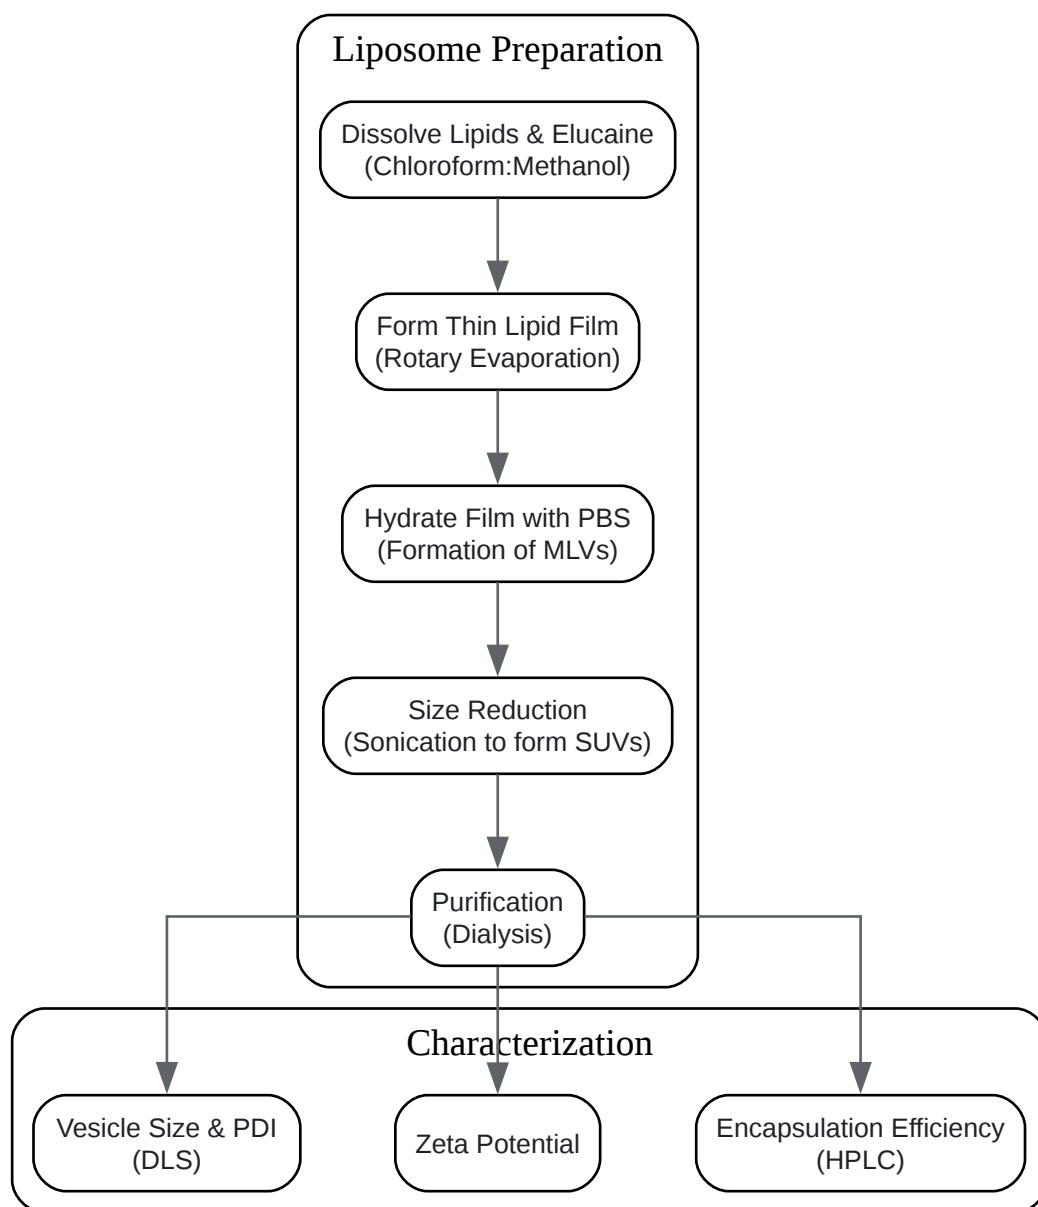 Liposome Preparation
Dissolve Lipids & Elucaine
(Chloroform:Methanol)
Form Thin Lipid Film
(Rotary Evaporation)
Hydrate Film with PBS
(Formation of MLVs)
Size Reduction
(Sonication to form SUVs)
Purification
(Dialysis)
Characterization
Vesicle Size & PDI
(DLS)
Zeta Potential
Encapsulation Efficiency
(HPLC)